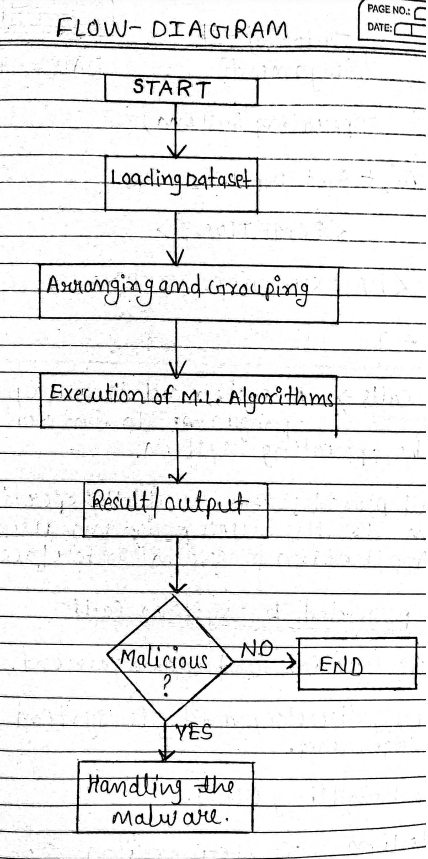 PAGE NO.:
DATE:
FLOW-DIAGRAM
START
Loading Dataset
Arranging and Grouping
Execution of M.L. Algorithms
Result/output
Malicious
?
NO
END
YES
Handling the
malware.